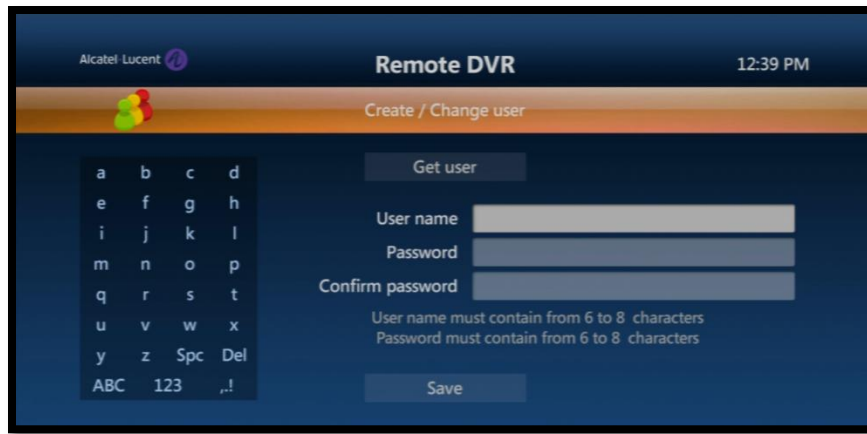 Alcatel·Lucent
Remote DVR
12:39 PM
Create / Change user
a b c d
e f g h
i j k l
m n o p
q r s t
u v w x
y z Spc Del
ABC 123 ,.!
Get user
User name
Password
Confirm password
User name must contain from 6 to 8 characters
Password must contain from 6 to 8 characters
Save